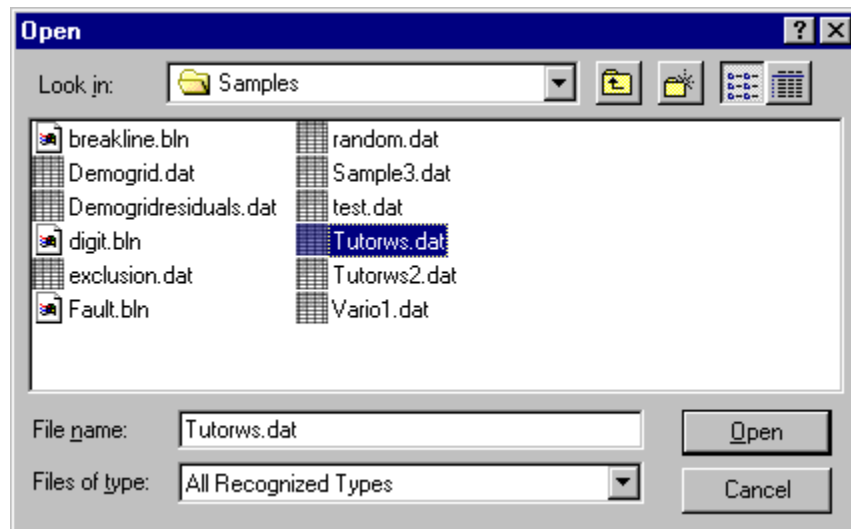 Open
Look in: Samples
breakline.bln
Demogrid.dat
Demogridresiduals.dat
digit.bln
exclusion.dat
Fault.bln
random.dat
Sample3.dat
test.dat
Tutorws.dat
Tutorws2.dat
Vario1.dat
File name: Tutorws.dat
Open
Files of type: All Recognized Types
Cancel